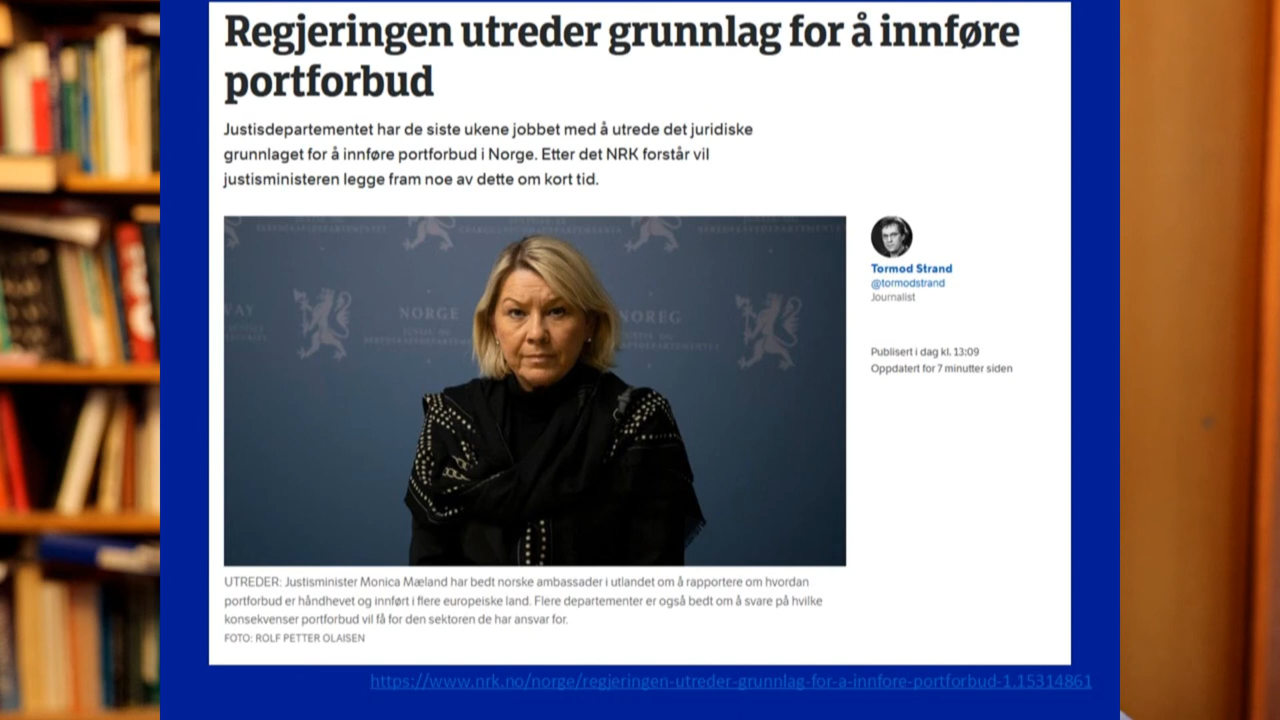 Regjeringen utreder grunnlag for å innføre
portforbud
Justisdepartementet har de siste ukene jobbet med å utrede det juridiske
grunnlaget for å innføre portforbud i Norge. Etter det NRK forstår vil
justisministeren legge fram noe av dette om kort tid.
NORGE
NOREG
Tormod Strand
@tormodstrand
Journalist
Publisert i dag kl. 13:09
Oppdatert for 7 minutter siden
UTREDER: Justisminister Monica Mæland har bedt norske ambassader i utlandet om å rapportere om hvordan
portforbud er håndhevet og innført i flere europeiske land. Flere departementer er også bedt om å svare på hvilke
konsekvenser portforbud vil få for den sektoren de har ansvar for.
FOTO: ROLF PETTER OLAISEN
https://www.nrk.no/norge/regjeringen-utreder-grunnlag-for-a-innfore-portforbud-1.15314861